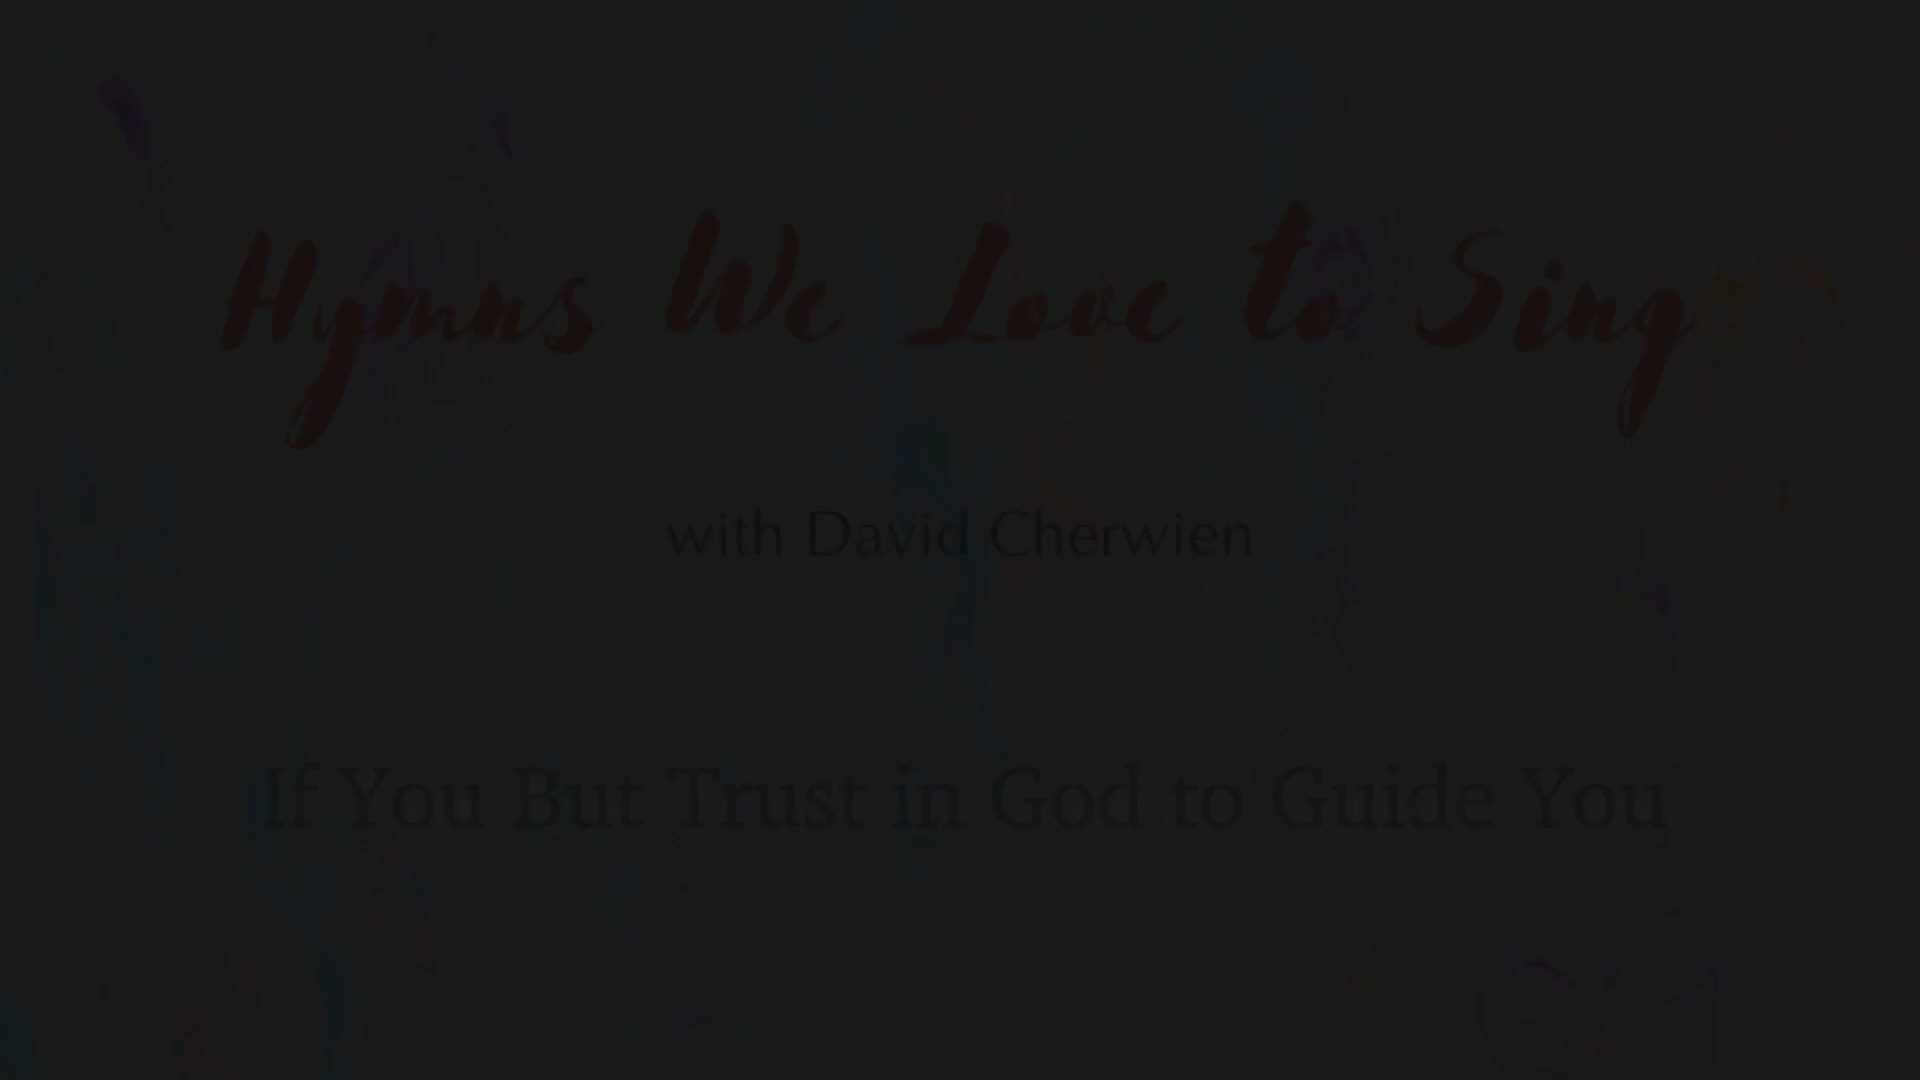 Hymns We Love to Sing
with David Cherwien
If You But Trust in God to Guide You